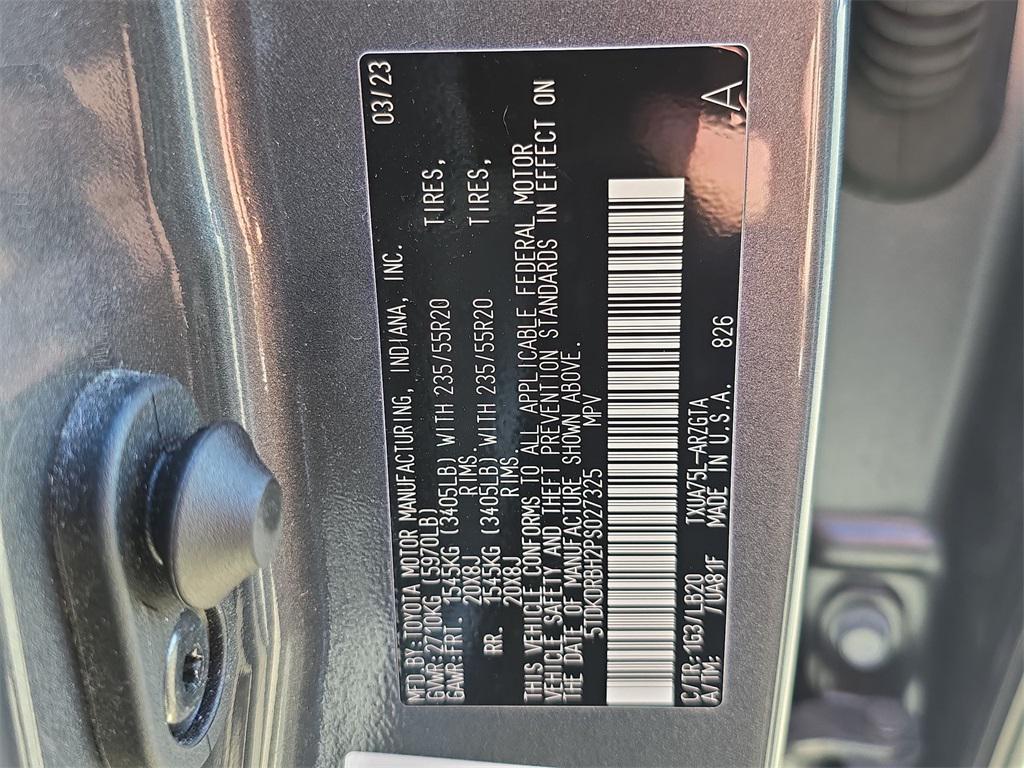 MFD.BY:TOYOTA MOTOR MANUFACTURING, INDIANA, INC. 03/23
GVWR:2710KG (5970LB)
GAWR:FRT. 1545KG (3405LB) WITH 235/55R20 TIRES,
20X8J RIMS.
RR. 1545KG (3405LB) WITH 235/55R20 TIRES,
20X8J RIMS.
THIS VEHICLE CONFORMS TO ALL APPLICABLE FEDERAL MOTOR
VEHICLE SAFETY AND THEFT PREVENTION STANDARDS IN EFFECT ON
THE DATE OF MANUFACTURE SHOWN ABOVE.
5TDKDRBH2PS027325 MPV
C/TR:1G3/LB20 TXUA75L-ARZGTA 826
A/TM: /UA81F MADE IN U.S.A.
A